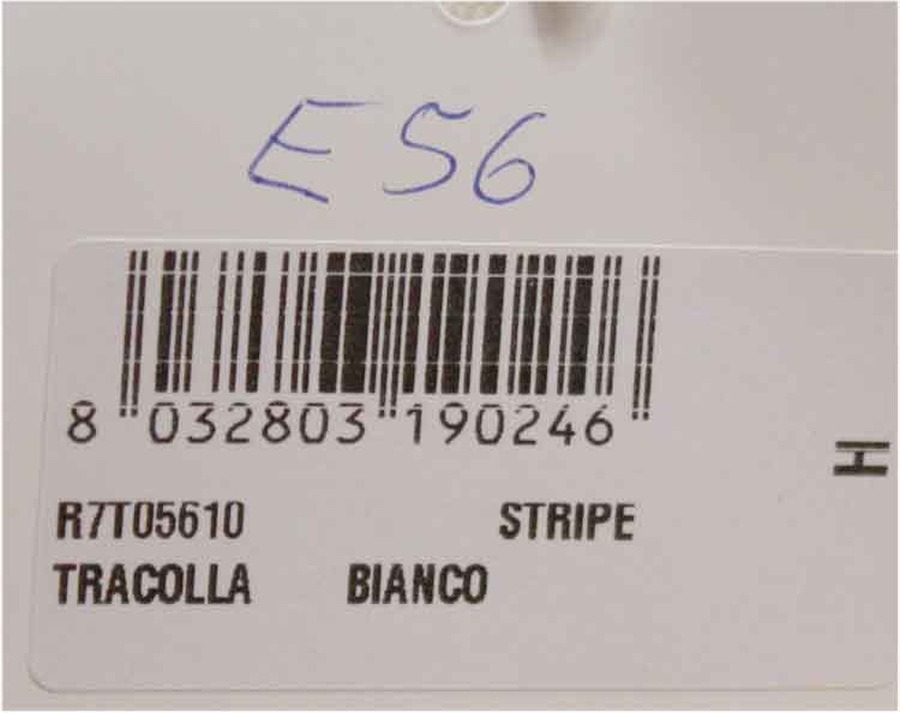 E56
8 032803 190246
H
R7T05610 STRIPE
TRACOLLA BIANCO